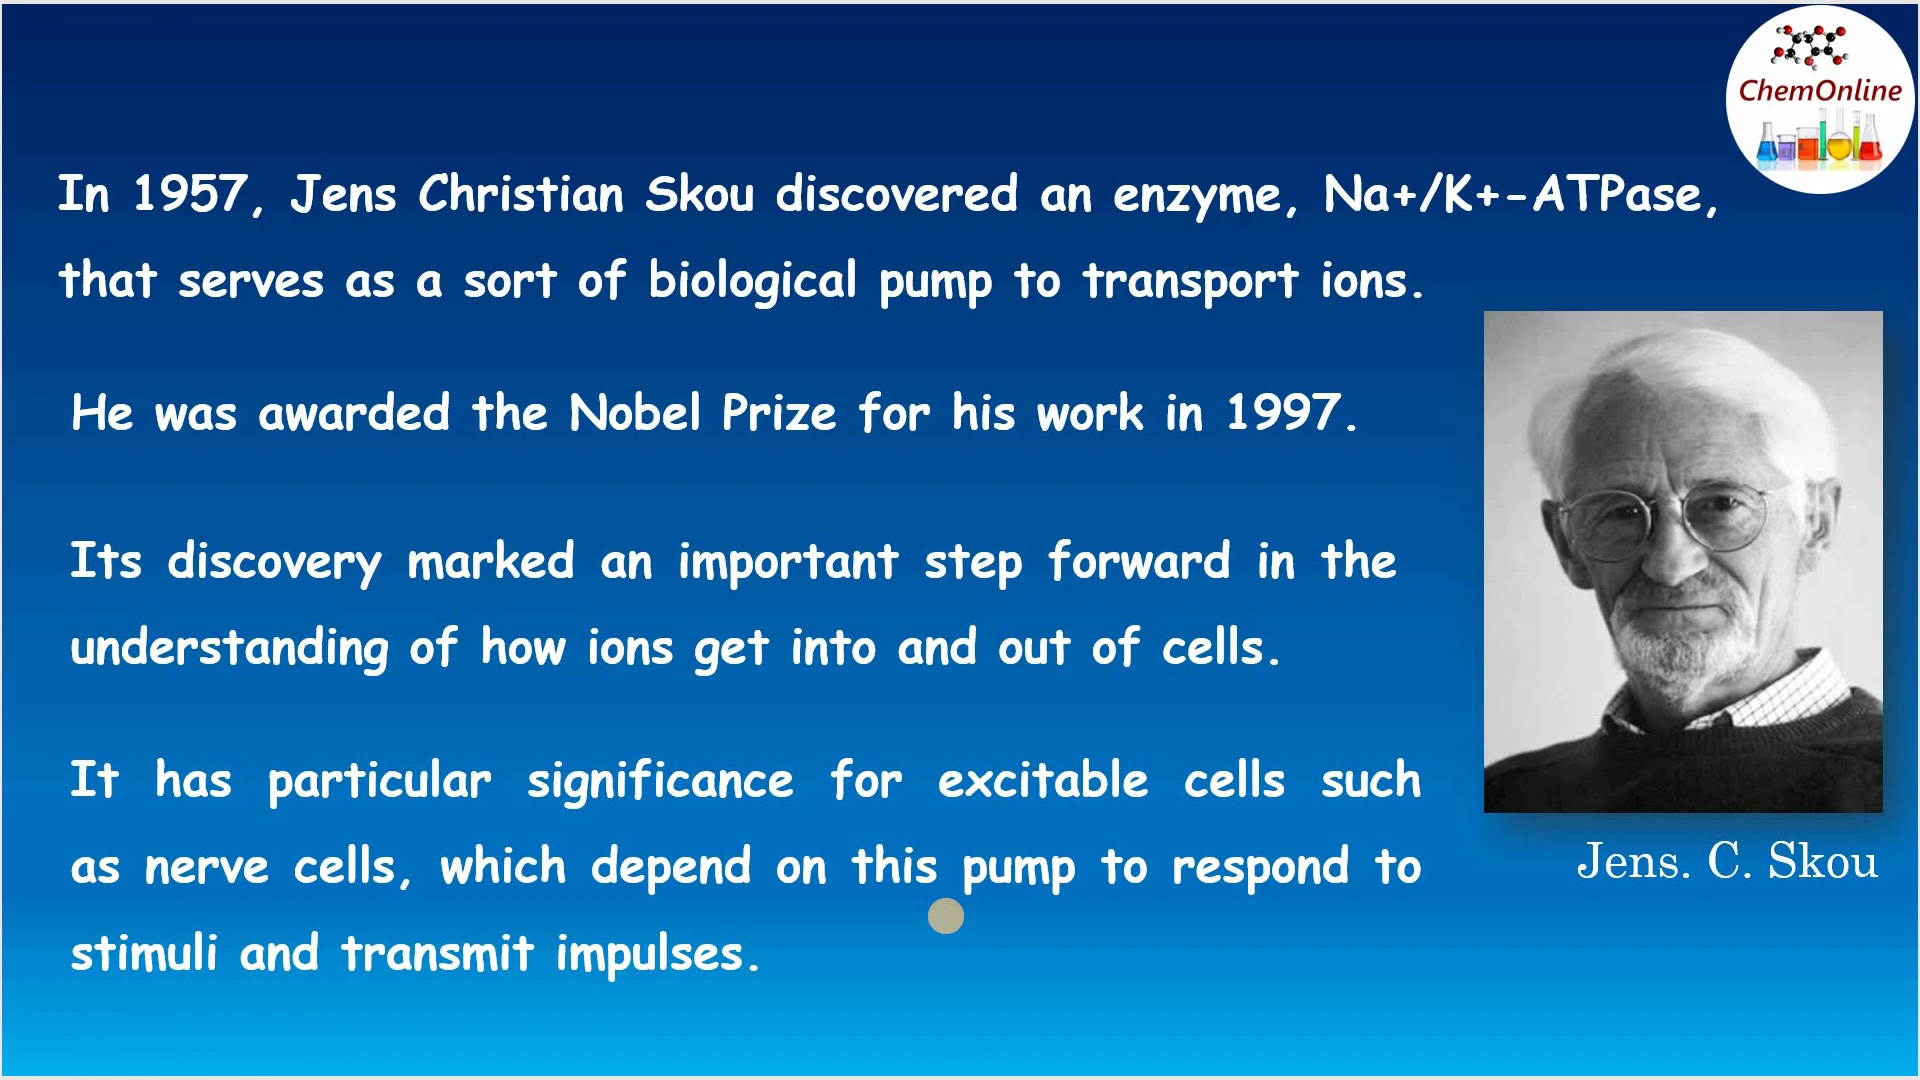 ChemOnline
In 1957, Jens Christian Skou discovered an enzyme, Na+/K+-ATPase,
that serves as a sort of biological pump to transport ions.
He was awarded the Nobel Prize for his work in 1997.
Its discovery marked an important step forward in the
understanding of how ions get into and out of cells.
It has particular significance for excitable cells such
as nerve cells, which depend on this pump to respond to
stimuli and transmit impulses.
Jens. C. Skou